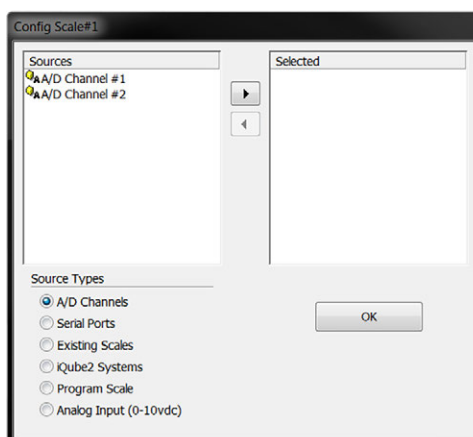 Config Scale#1
Sources
A/D Channel #1
A/D Channel #2
Selected
Source Types
A/D Channels
Serial Ports
Existing Scales
iQube2 Systems
Program Scale
Analog Input (0-10vdc)
OK